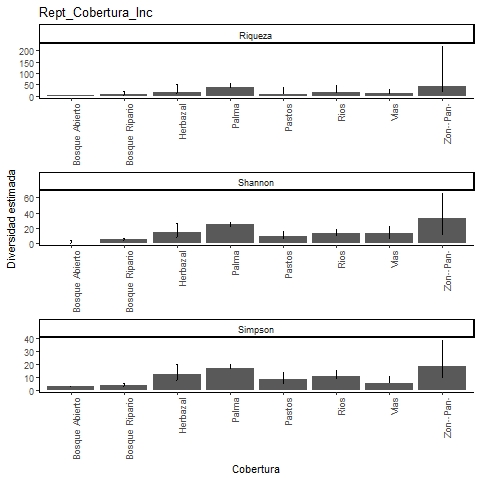 Rept_Cobertura_Inc
Riqueza
200
150
100
50
0
Bosque Abierto
Bosque Ripario
Herbazal
Palma
Pastos
Rios
Vias
Zon--Pan-
Shannon
60
40
20
0
Bosque Abierto
Bosque Ripario
Herbazal
Palma
Pastos
Rios
Vias
Zon--Pan-
Simpson
40
30
20
10
0
Bosque Abierto
Bosque Ripario
Herbazal
Palma
Pastos
Rios
Vias
Zon--Pan-
Diversidad estimada
Cobertura